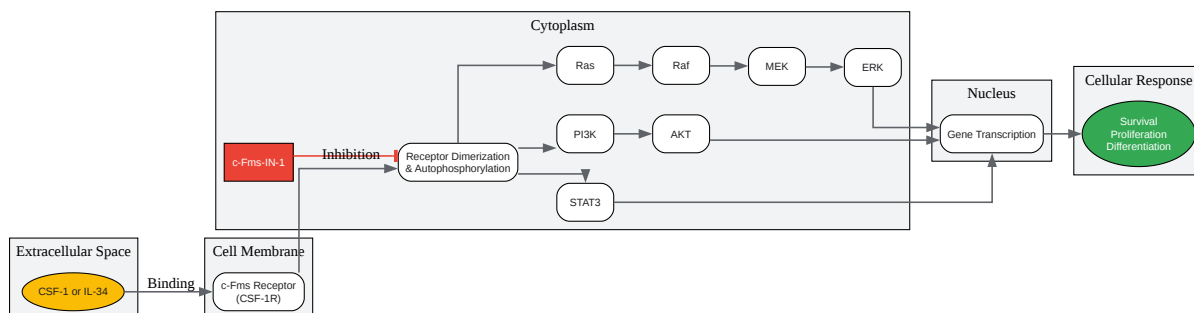 Cytoplasm
Ras
Raf
MEK
ERK
Cellular Response
Nucleus
Survival
Proliferation
Differentiation
PI3K
AKT
Gene Transcription
c-Fms-IN-1
Inhibition
Receptor Dimerization
& Autophosphorylation
STAT3
Extracellular Space
Cell Membrane
CSF-1 or IL-34
Binding
c-Fms Receptor
(CSF-1R)